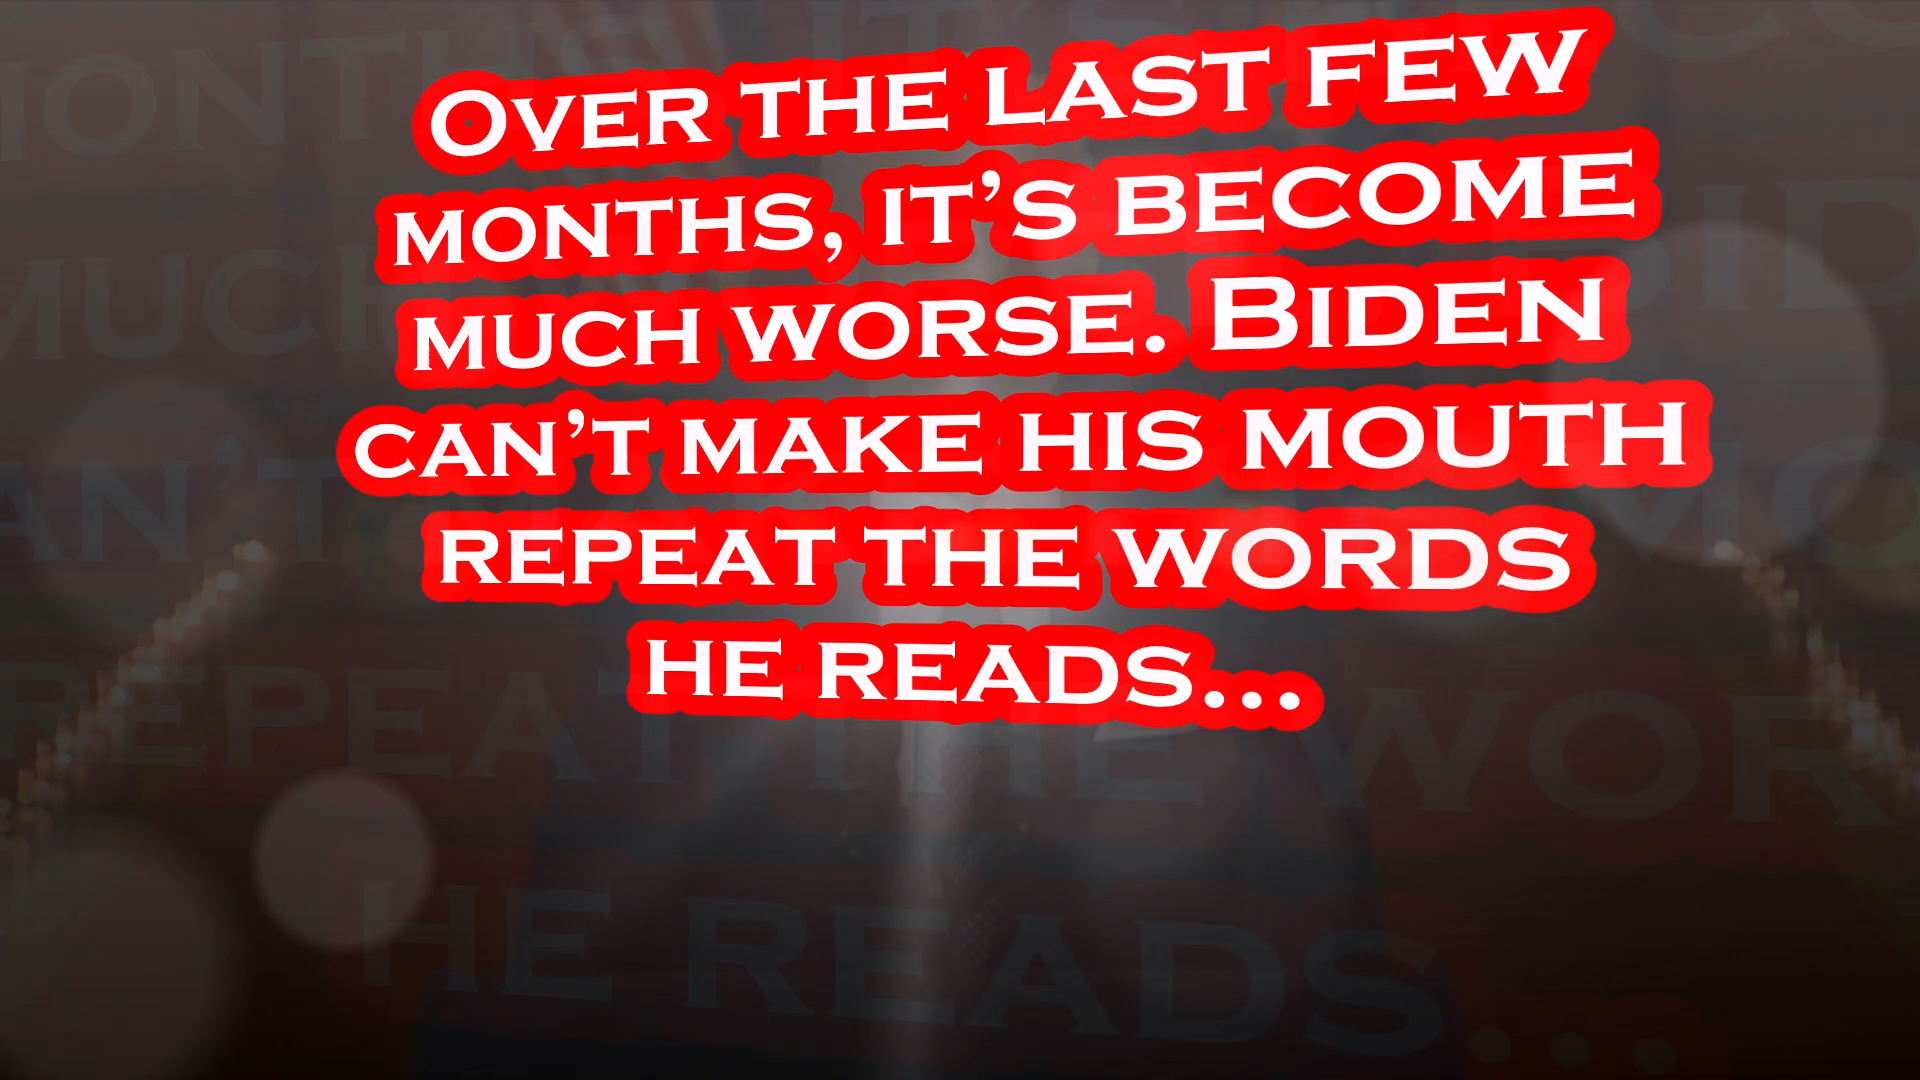 Over the last few
months, it’s become
much worse. Biden
can’t make his mouth
repeat the words
he reads...